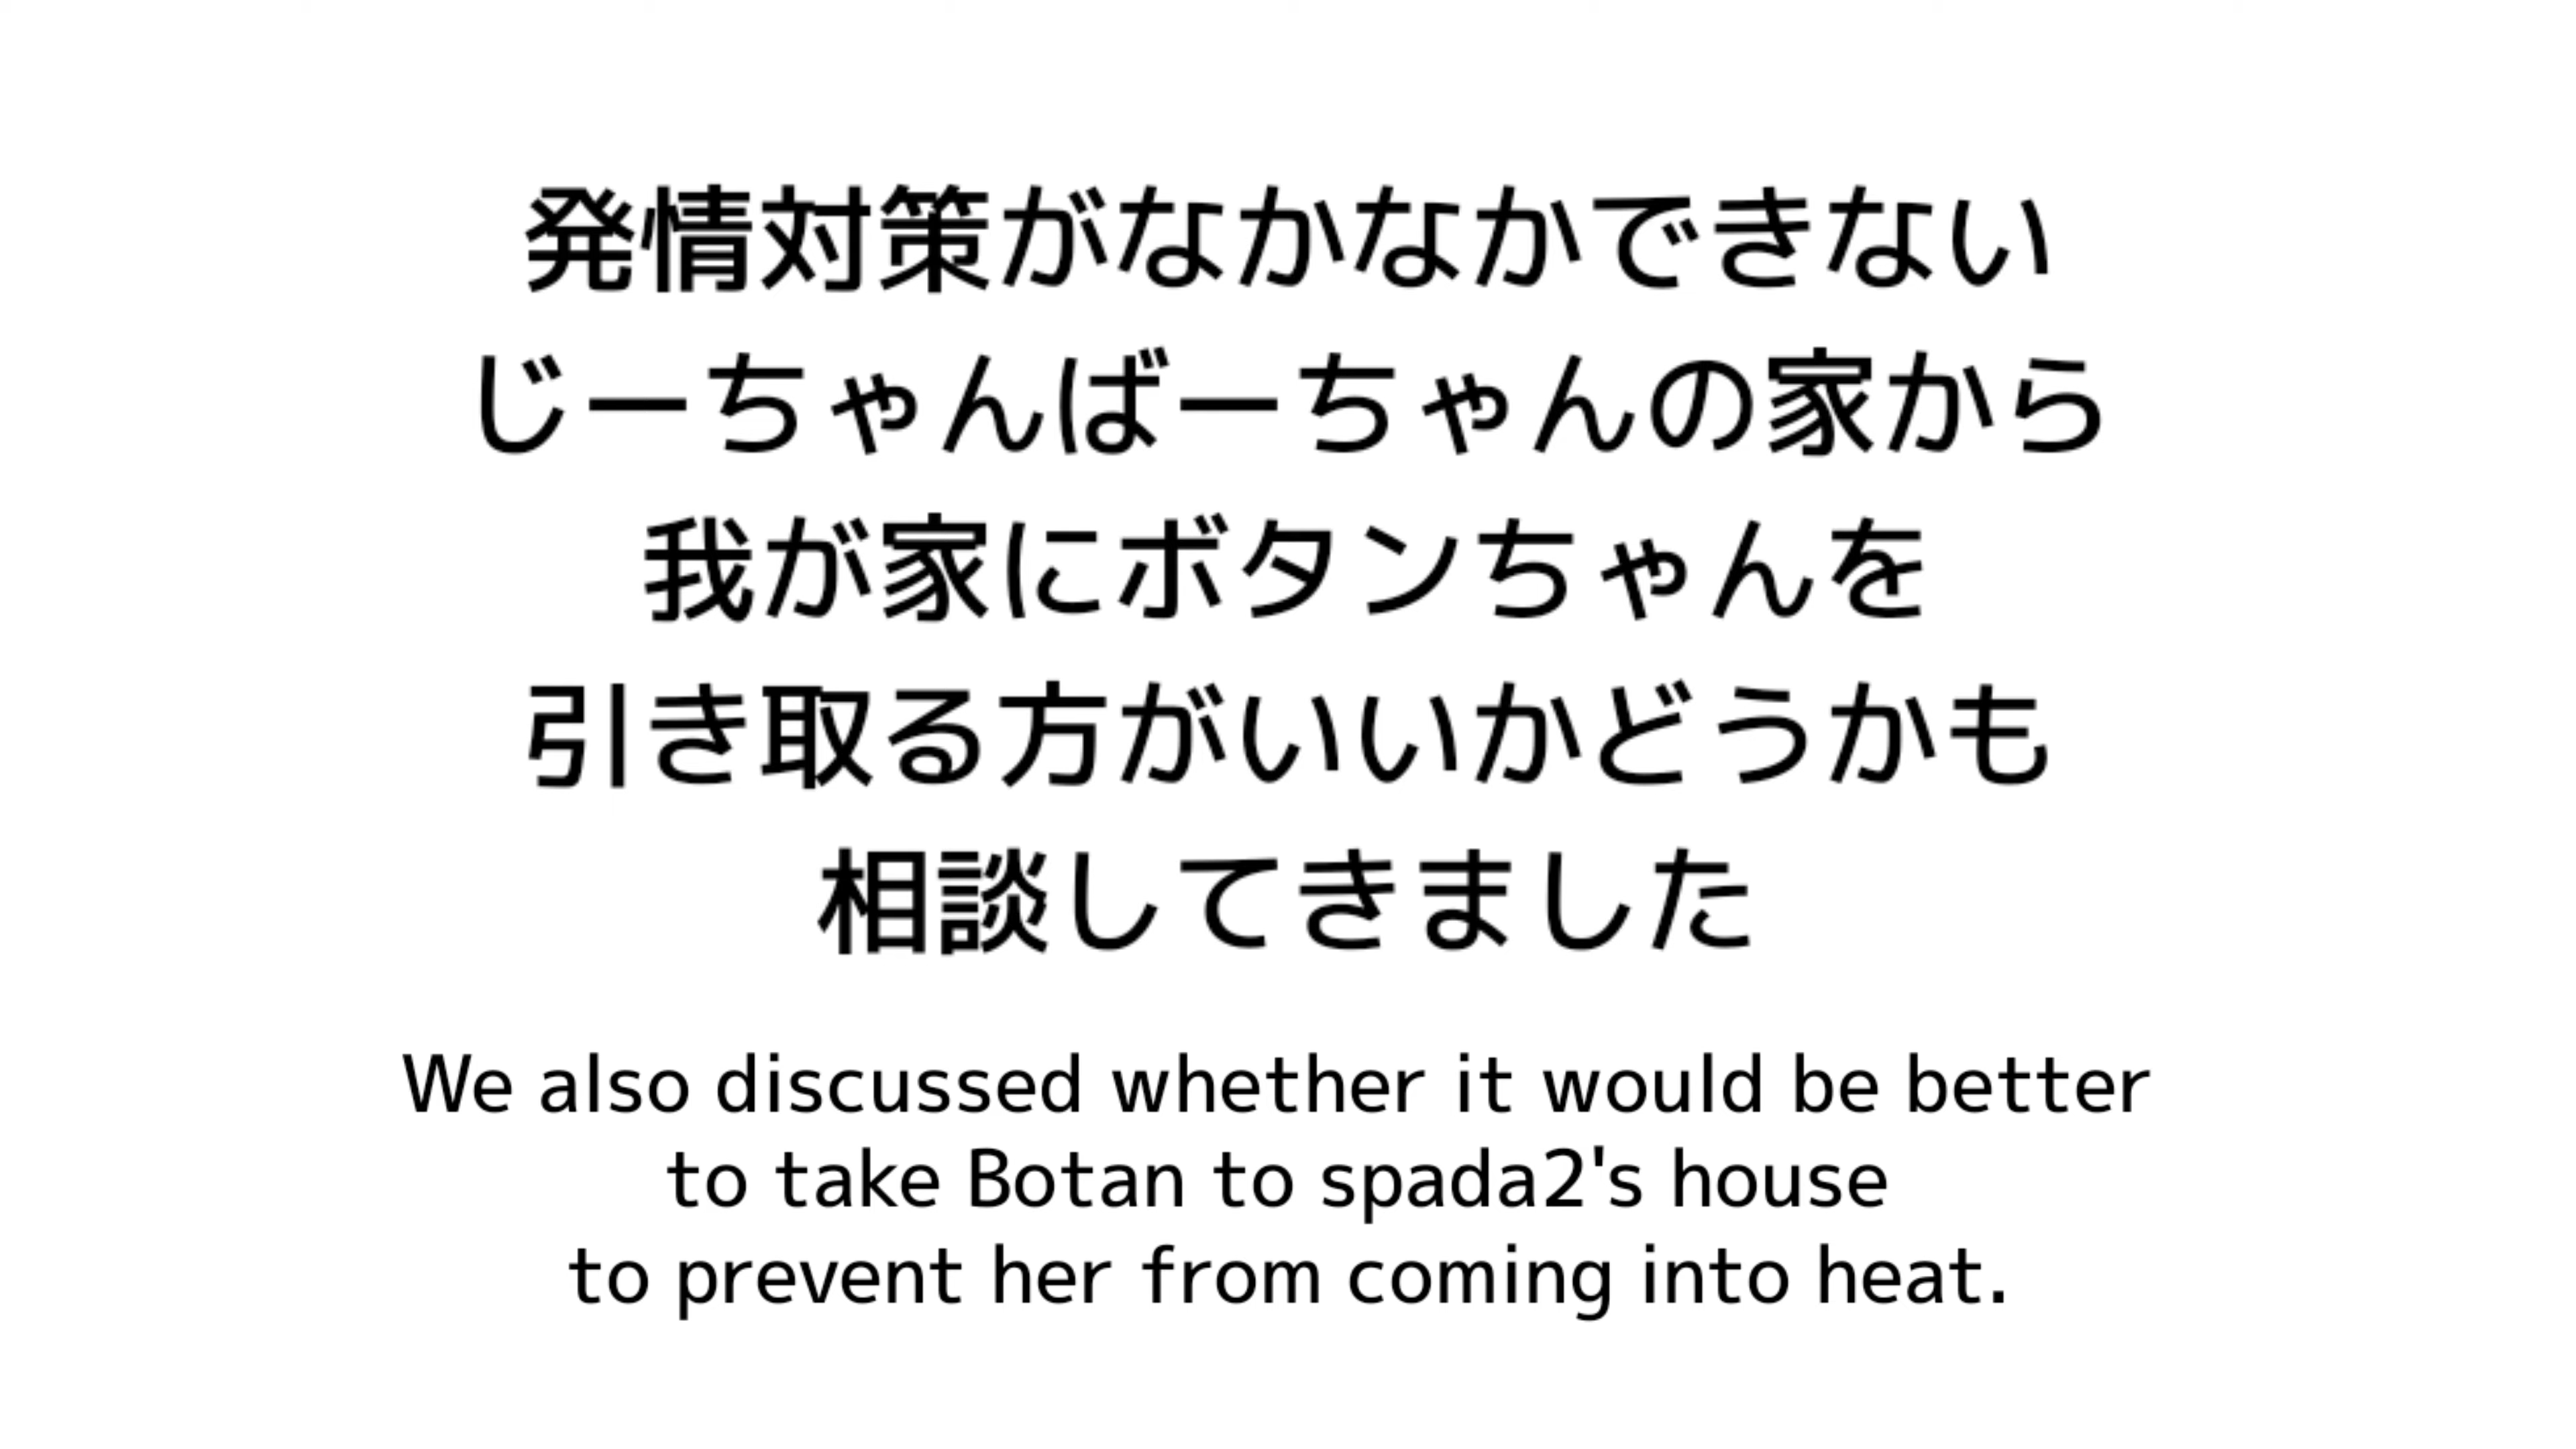 発情対策がなかなかできない
じーちゃんばーちゃんの家から
我が家にボタンちゃんを
引き取る方がいいかどうかも
相談してきました
We also discussed whether it would be better
to take Botan to spada2's house
to prevent her from coming into heat.